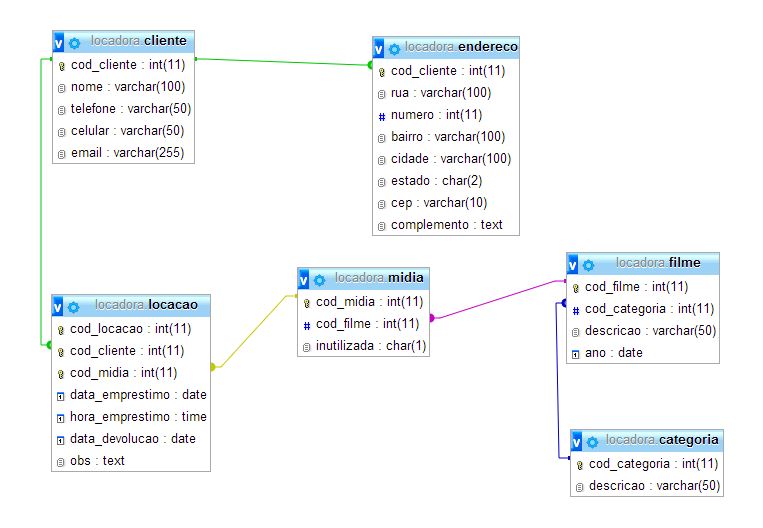 locadora.cliente
cod_cliente : int(11)
nome : varchar(100)
telefone : varchar(50)
celular : varchar(50)
email : varchar(255)
locadora.endereco
cod_cliente : int(11)
rua : varchar(100)
numero : int(11)
bairro : varchar(100)
cidade : varchar(100)
estado : char(2)
cep : varchar(10)
complemento : text
locadora.locacao
cod_locacao : int(11)
cod_cliente : int(11)
cod_midia : int(11)
data_emprestimo : date
hora_emprestimo : time
data_devolucao : date
obs : text
locadora.midia
cod_midia : int(11)
cod_filme : int(11)
inutilizada : char(1)
locadora.filme
cod_filme : int(11)
cod_categoria : int(11)
descricao : varchar(50)
ano : date
locadora.categoria
cod_categoria : int(11)
descricao : varchar(50)